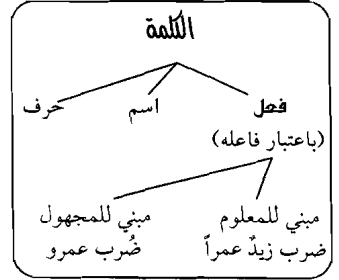 الكلمة
فعل اسم حرف
(باعتبار فاعله)
مبني للمعلوم مبني للمجهول
ضرب زيدٌ عمراً ضُرب عمرو